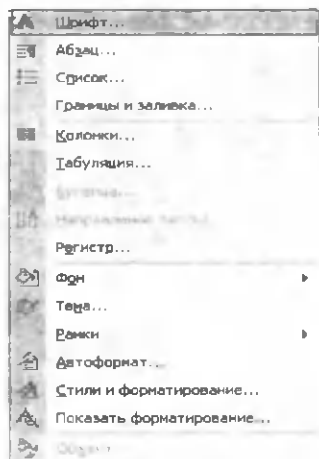 Шрифт...
Абзац...
Список...
Границы и заливка...
Колонки...
Табуляция...
Регистр...
Фон
Тема...
Рамки
Автоформат...
Стили и форматирование...
Показать форматирование...